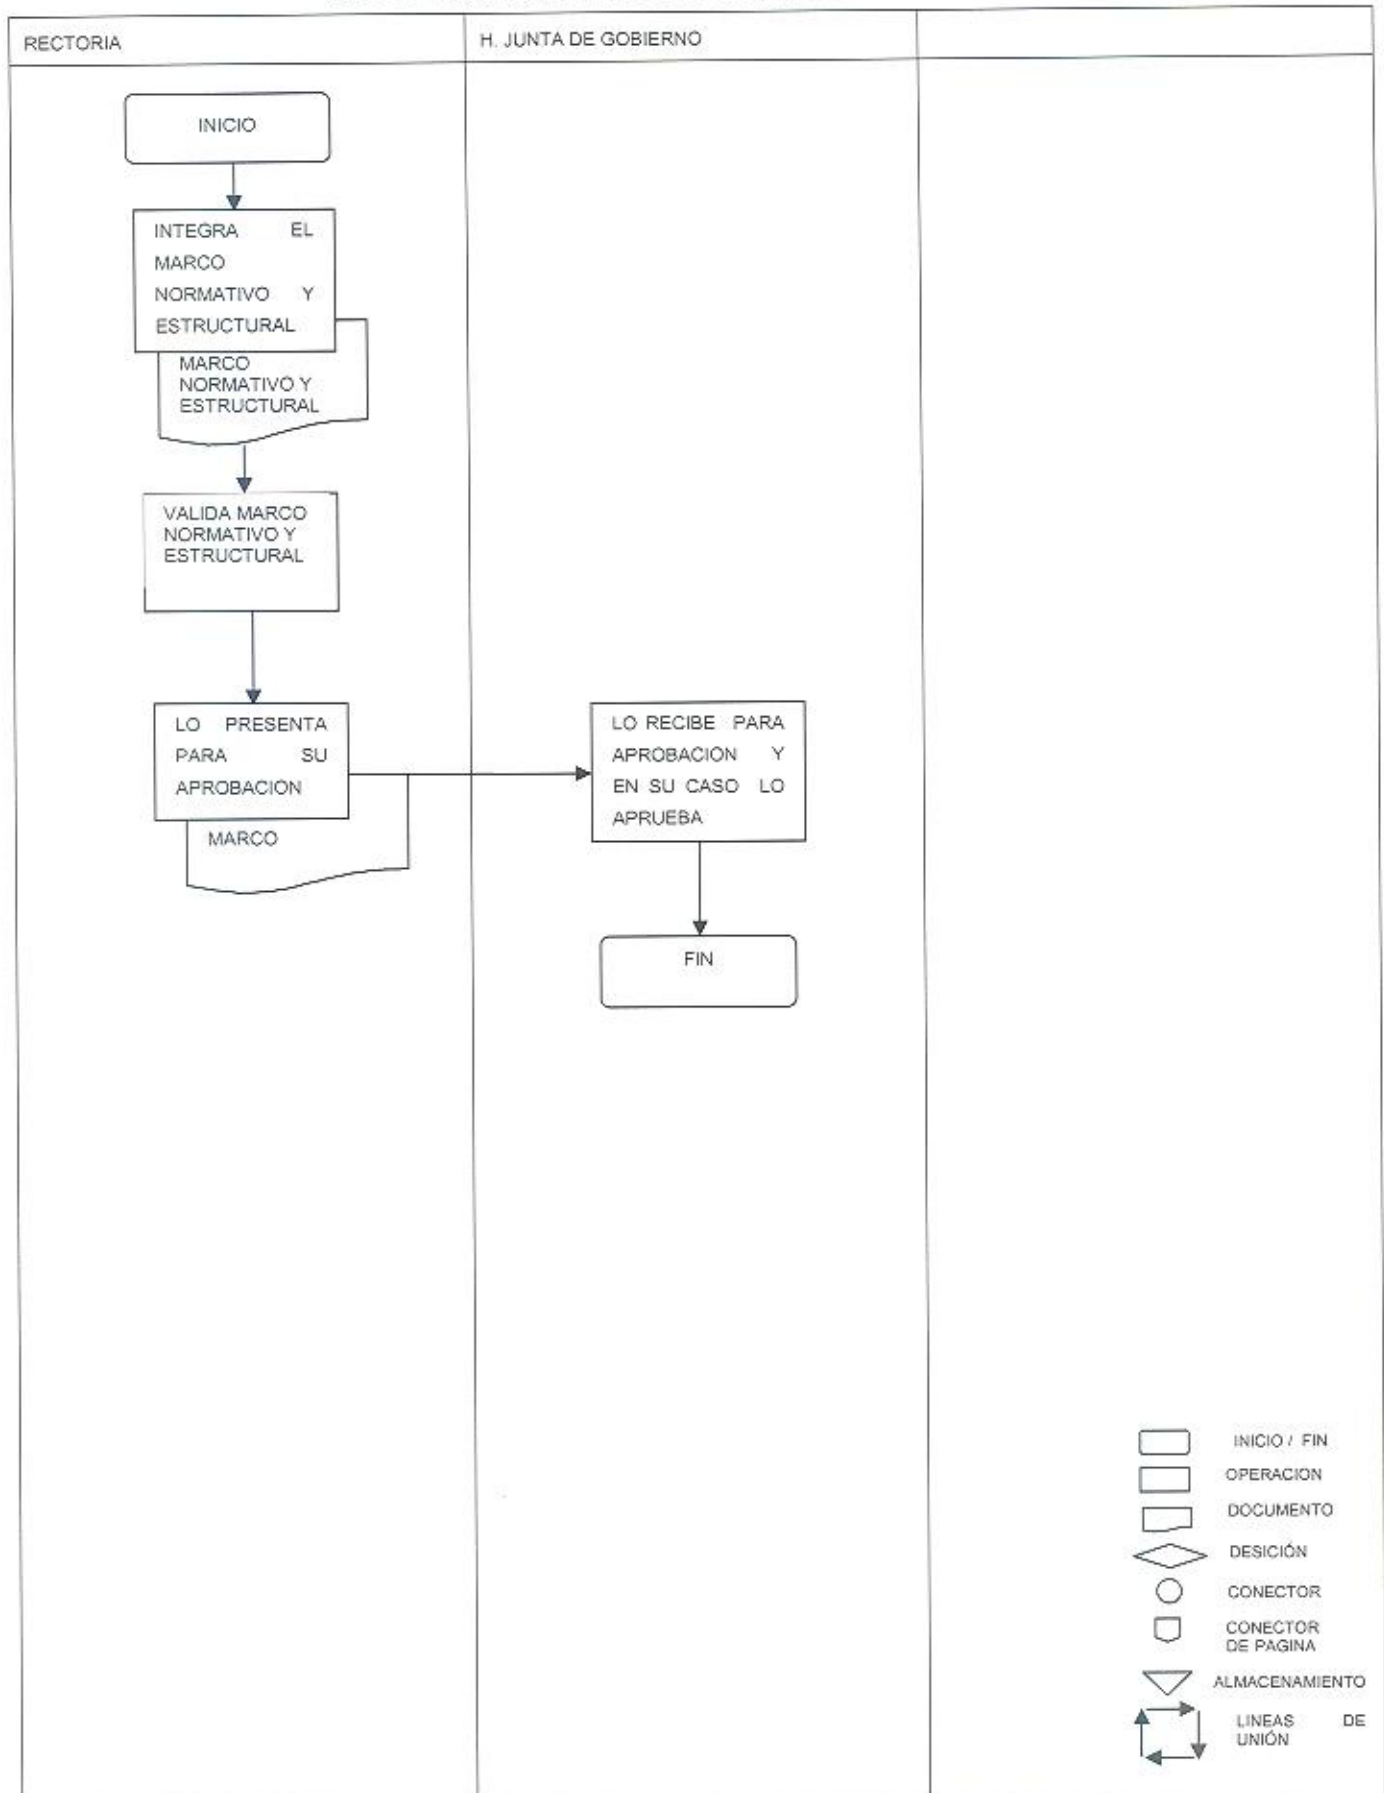 RECTORIA
H. JUNTA DE GOBIERNO
INICIO
INTEGRA EL
MARCO
NORMATIVO Y
ESTRUCTURAL
MARCO
NORMATIVO Y
ESTRUCTURAL
VALIDA MARCO
NORMATIVO Y
ESTRUCTURAL
LO PRESENTA
PARA SU
APROBACIÓN
MARCO
LO RECIBE PARA
APROBACION Y
EN SU CASO LO
APRUEBA
FIN
INICIO / FIN
OPERACION
DOCUMENTO
DESICIÓN
CONECTOR
CONECTOR
DE PAGINA
ALMACENAMIENTO
LINEAS DE
UNIÓN